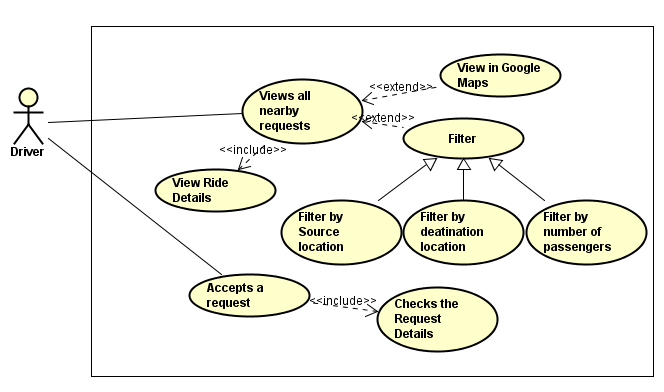 View in Google
Maps
<<extend>>
Views all
nearby
requests
<<extend>>
Filter
Driver
<<include>>
View Ride
Details
Filter by
Source
location
Filter by
deatination
location
Filter by
number of
passengers
Accepts a
request
<<include>>
Checks the
Request
Details